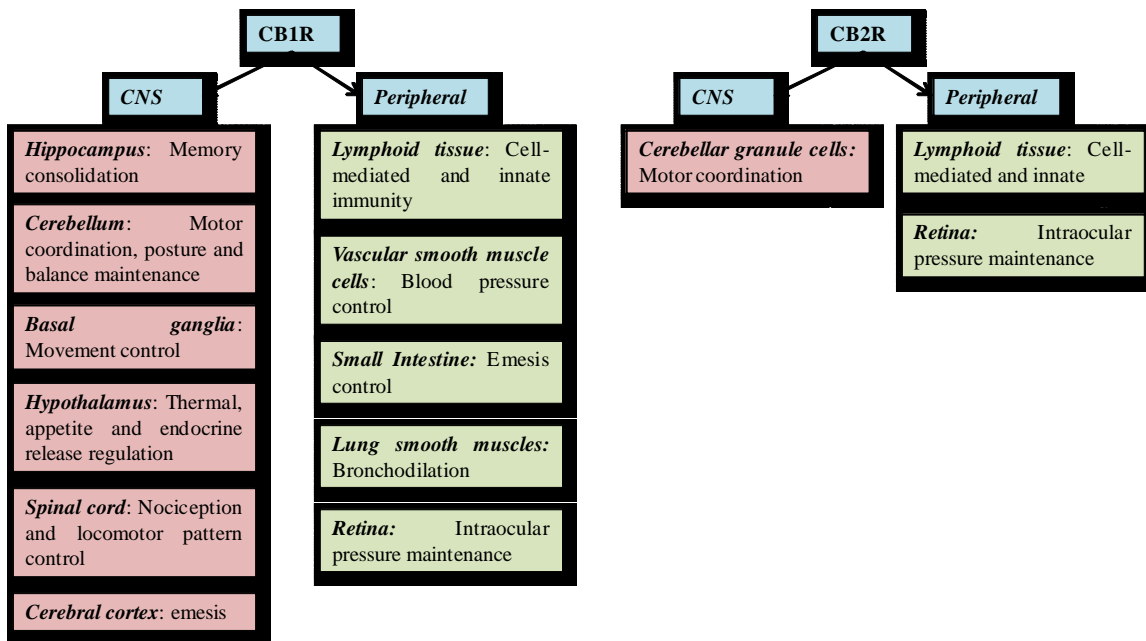 CB1R
CNS
Hippocampus: Memory
consolidation
Cerebellum: Motor
coordination, posture and
balance maintenance
Basal ganglia:
Movement control
Hypothalamus: Thermal,
appetite and endocrine
release regulation
Spinal cord: Nociception
and locomotor pattern
control
Cerebral cortex: emesis
Peripheral
Lymphoid tissue: Cell-
mediated and innate
immunity
Vascular smooth muscle
cells: Blood pressure
control
Small Intestine: Emesis
control
Lung smooth muscles:
Bronchodilation
Retina: Intraocular
pressure maintenance
CB2R
CNS
Cerebellar granule cells:
Motor coordination
Peripheral
Lymphoid tissue: Cell-
mediated and innate
Retina: Intraocular
pressure maintenance